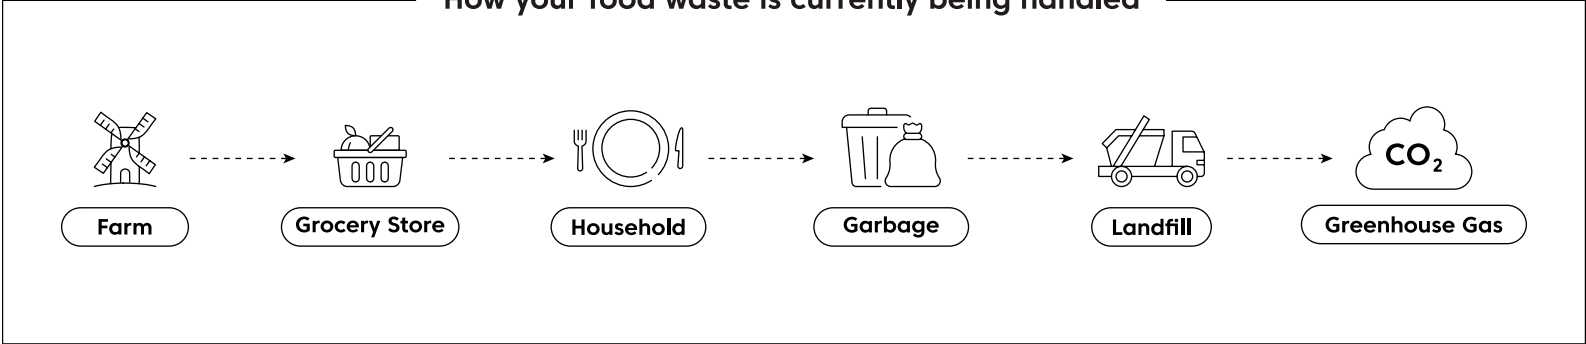 How your food waste is currently being handled
CO₂
Farm
Grocery Store
Household
Garbage
Landfill
Greenhouse Gas